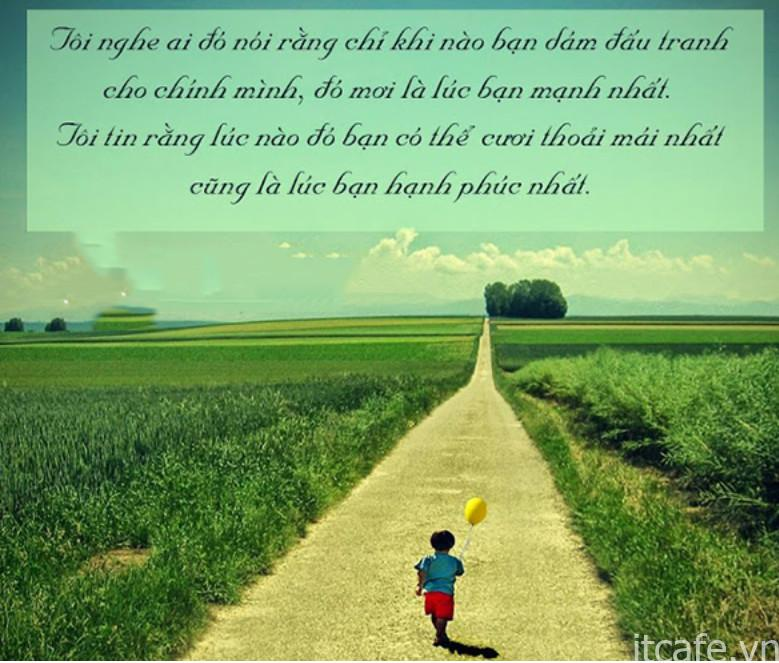 Tôi nghe ai đó nói rằng chỉ khi nào bạn dám đấu tranh
cho chính mình, đó mơi là lúc bạn mạnh nhất.
Tôi tin rằng lúc nào đó bạn có thể cươi thoải mái nhất
cũng là lúc bạn hạnh phúc nhất.
itcafe.vn